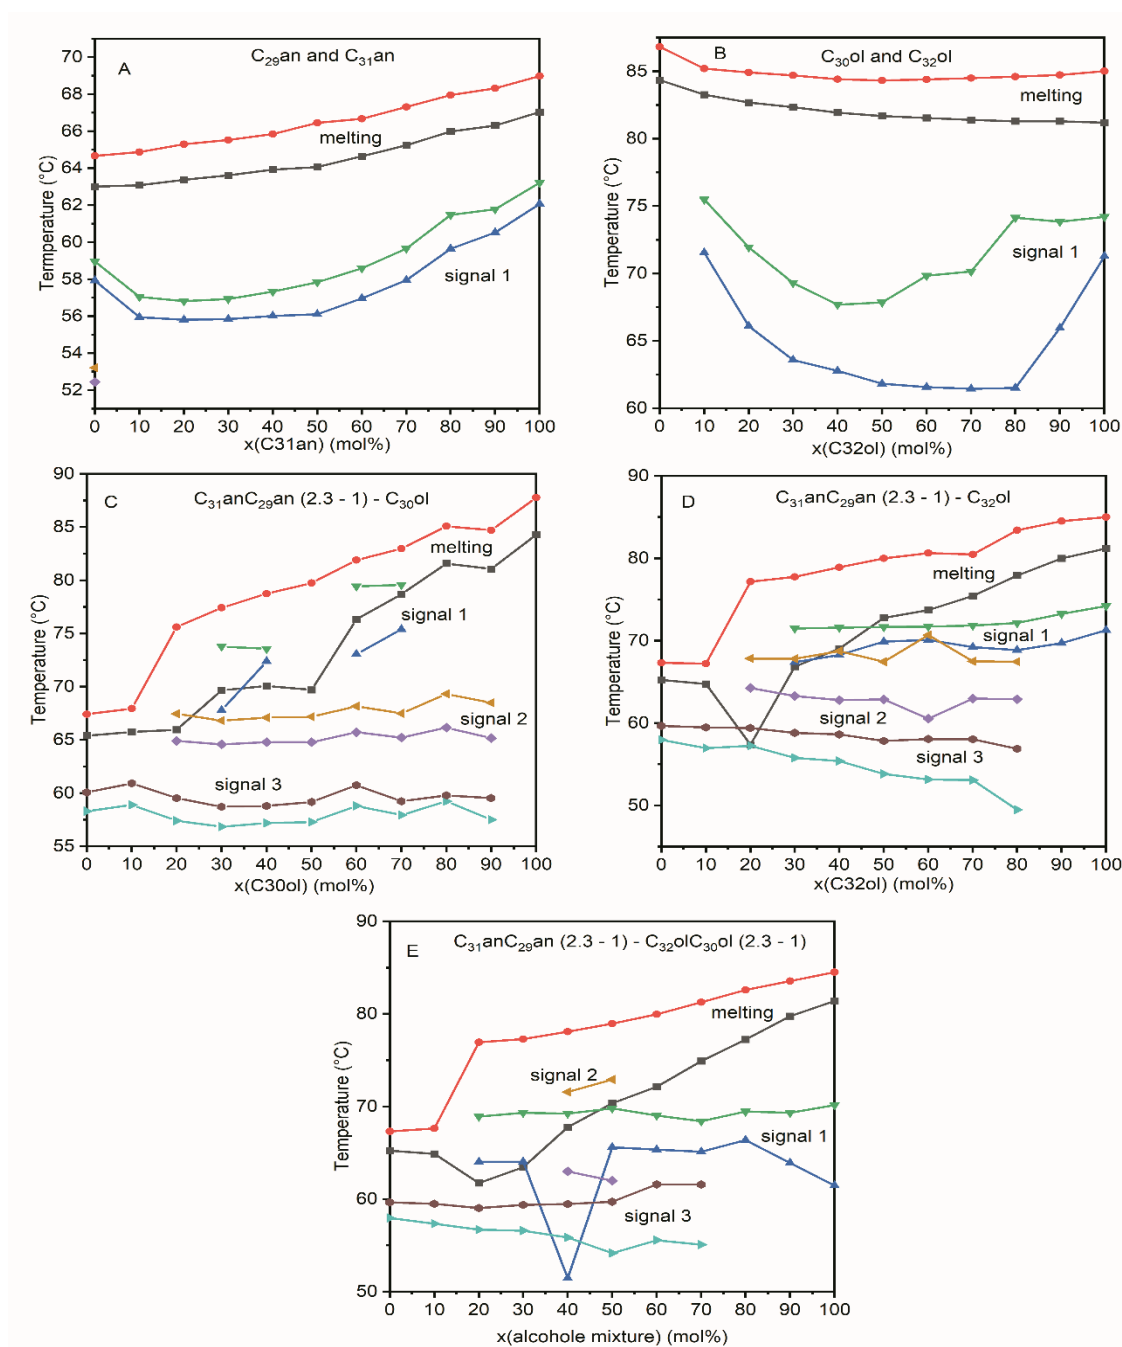 A
C₂₉an and C₃₁an
70
68
66
64
62
60
58
56
54
52
Termperature (°C)
melting
signal 1
0 10 20 30 40 50 60 70 80 90 100
x(C31an) (mol%)
B
C₃₀ol and C₃₂ol
85
80
75
70
65
60
Temperature (°C)
melting
signal 1
0 10 20 30 40 50 60 70 80 90 100
x(C32ol) (mol%)
C
C₃₁anC₂₉an (2.3 - 1) - C₃₀ol
90
85
80
75
70
65
60
55
Temperature (°C)
melting
signal 1
signal 2
signal 3
0 10 20 30 40 50 60 70 80 90 100
x(C30ol) (mol%)
D
C₃₁anC₂₉an (2.3 - 1) - C₃₂ol
90
80
70
60
50
Temperature (°C)
melting
signal 1
signal 2
signal 3
0 10 20 30 40 50 60 70 80 90 100
x(C32ol) (mol%)
E
C₃₁anC₂₉an (2.3 - 1) - C₃₂olC₃₀ol (2.3 - 1)
90
80
70
60
50
Temperature (°C)
melting
signal 2
signal 1
signal 3
0 10 20 30 40 50 60 70 80 90 100
x(alcohole mixture) (mol%)